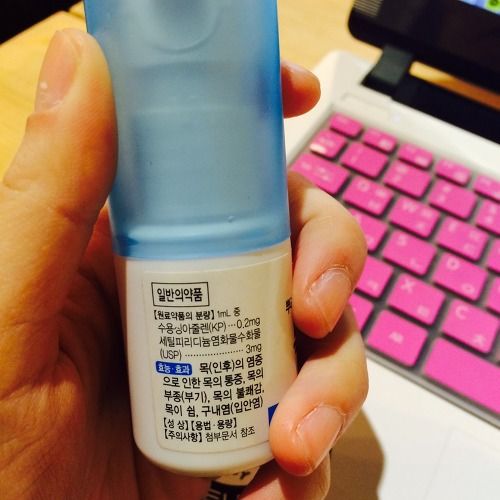 일반의약품
【원료약품의 분량】 1mL 중
수용성아줄렌(KP) ···· 0.2mg
세틸피리디늄염화물수화물
(USP) ······················ 3mg
효능·효과 목(인후)의 염증
으로 인한 목의 통증, 목의
부종(부기), 목의 불쾌감,
목이 쉼, 구내염(입안염)
【성 상】【용법·용량】
【주의사항】 첨부문서 참조